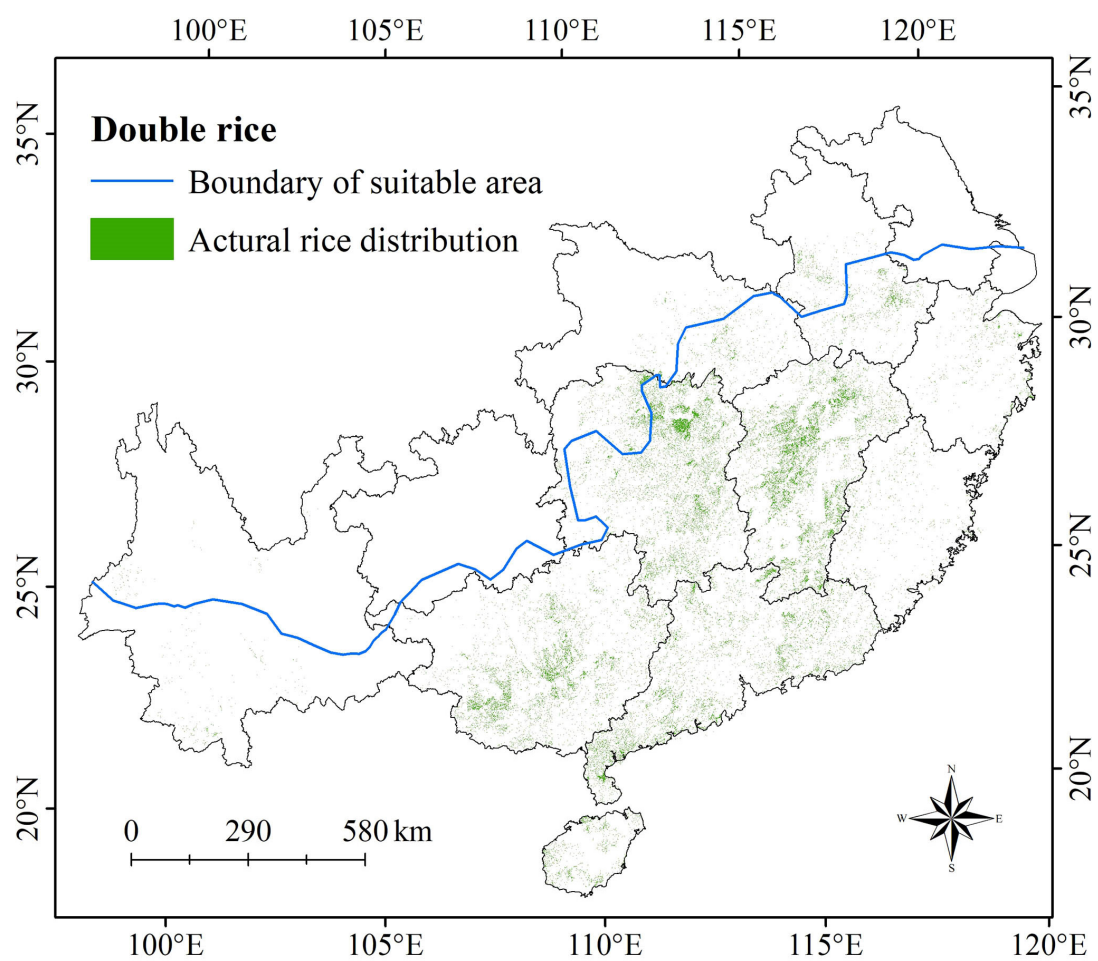 100°E 105°E 110°E 115°E 120°E
35°N
35°N
Double rice
Boundary of suitable area
Actural rice distribution
30°N
30°N
25°N
25°N
20°N
20°N
0 290 580 km
N
W E
S
100°E 105°E 110°E 115°E 120°E